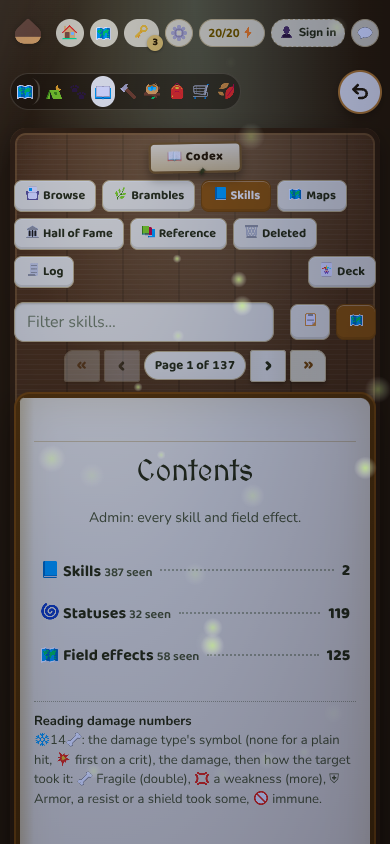 3
20/20
Sign in
Codex
Browse
Brambles
Skills
Maps
Hall of Fame
Reference
Deleted
Log
Deck
Filter skills...
« ‹ Page 1 of 137 › »
Contents
Admin: every skill and field effect.
Skills 387 seen 2
Statuses 32 seen 119
Field effects 58 seen 125
Reading damage numbers
14: the damage type's symbol (none for a plain
hit, first on a crit), the damage, then how the target
took it: Fragile (double), a weakness (more),
Armor, a resist or a shield took some, immune.